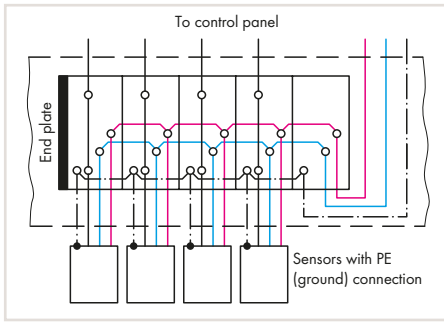 To control panel
End plate
Sensors with PE
(ground) connection